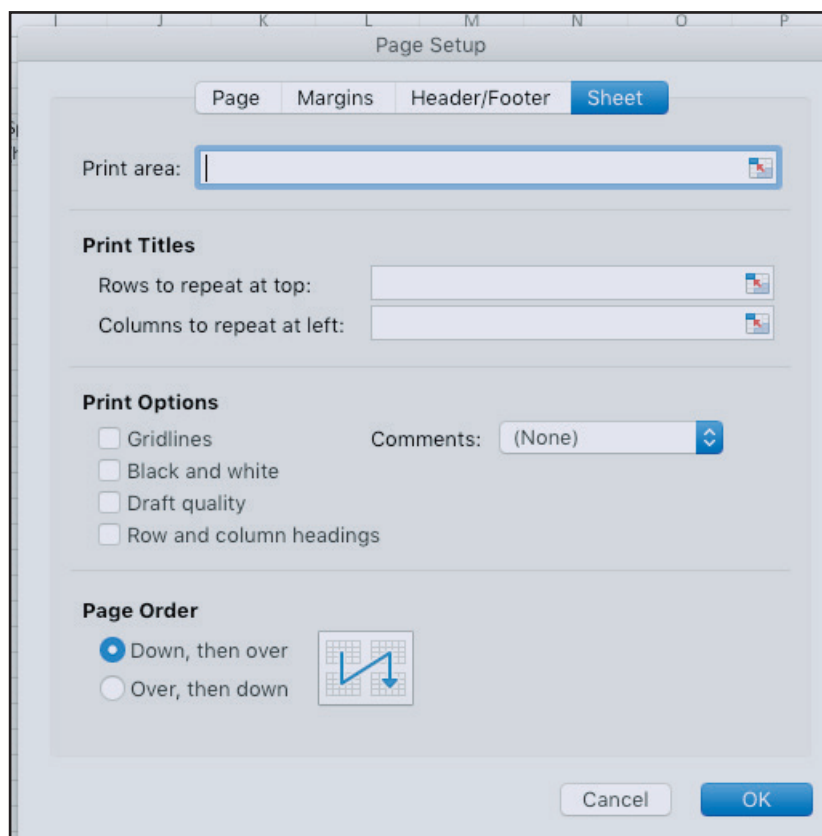 I J K L M N O P
Page Setup
Page Margins Header/Footer Sheet
Print area:
Print Titles
Rows to repeat at top:
Columns to repeat at left:
Print Options
Gridlines Comments: (None)
Black and white
Draft quality
Row and column headings
Page Order
Down, then over
Over, then down
Cancel OK